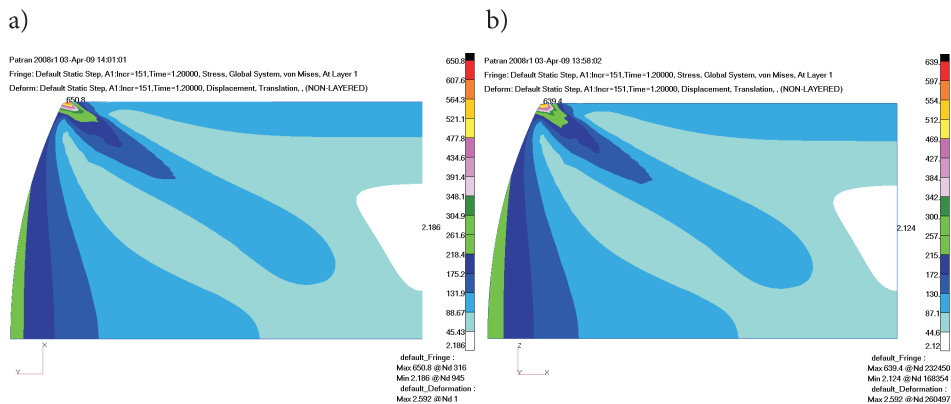 a)
Patran 2008r1 03-Apr-09 14:01:01
Fringe: Default Static Step, A1:Incr=151,Time=1.20000, Stress, Global System, von Mises, At Layer 1
Deform: Default Static Step, A1:Incr=151,Time=1.20000, Displacement, Translation, , (NON-LAYERED)
650.8
2.186
650.8
607.6
564.3
521.1
477.8
434.6
391.4
348.1
304.9
261.6
218.4
175.2
131.9
88.67
45.43
2.186
X
Y
default_Fringe :
Max 650.8 @Nd 316
Min 2.186 @Nd 945
default_Deformation :
Max 2.592 @Nd 1
b)
Patran 2008r1 03-Apr-09 13:58:02
Fringe: Default Static Step, A1:Incr=151,Time=1.20000, Stress, Global System, von Mises, At Layer 1
Deform: Default Static Step, A1:Incr=151,Time=1.20000, Displacement, Translation, , (NON-LAYERED)
639.4
2.124
639.
597.
554.
512.
469.
427.
384.
342.
300.
257.
215.
172.
130.
87.1
44.6
2.12
Z
Y
X
default_Fringe :
Max 639.4 @Nd 232450
Min 2.124 @Nd 168354
default_Deformation :
Max 2.592 @Nd 260497